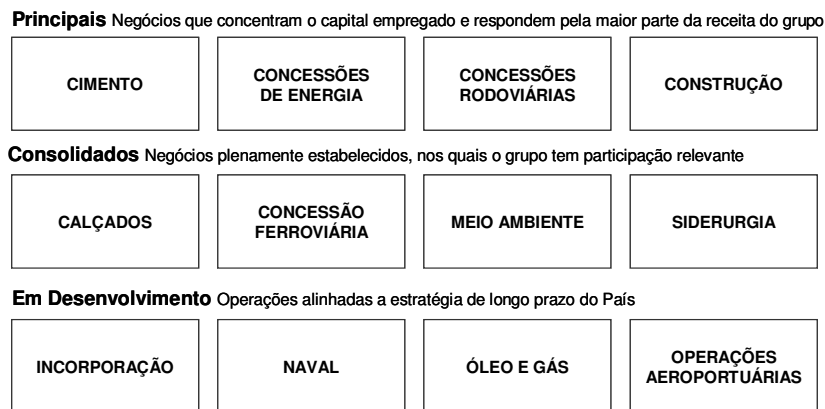 Principais Negócios que concentram o capital empregado e respondem pela maior parte da receita do grupo
CIMENTO
CONCESSÕES
DE ENERGIA
CONCESSÕES
RODOVIÁRIAS
CONSTRUÇÃO
Consolidados Negócios plenamente estabelecidos, nos quais o grupo tem participação relevante
CALÇADOS
CONCESSÃO
FERROVIÁRIA
MEIO AMBIENTE
SIDERURGIA
Em Desenvolvimento Operações alinhadas a estratégia de longo prazo do País
INCORPORAÇÃO
NAVAL
ÓLEO E GÁS
OPERAÇÕES
AEROPORTUÁRIAS